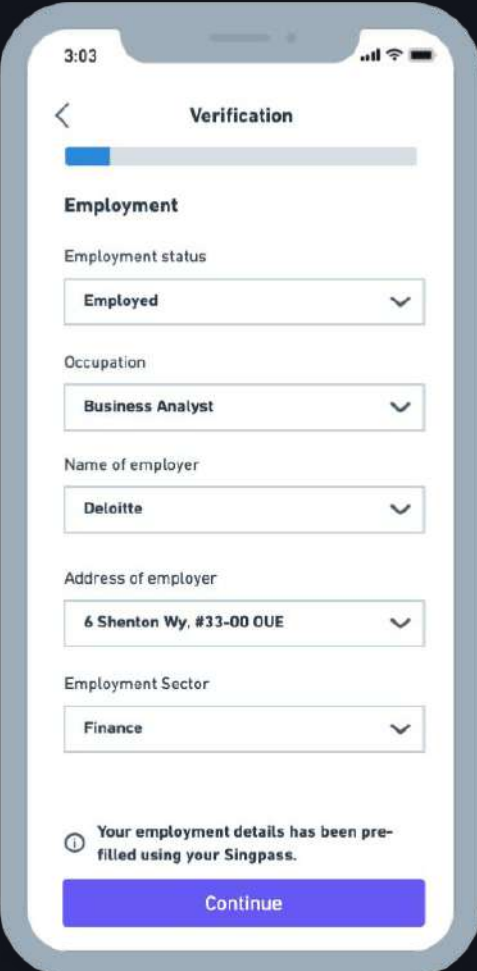 3:03
Verification
Employment
Employment status
Employed
Occupation
Business Analyst
Name of employer
Deloitte
Address of employer
6 Shenton Wy, #33-00 OUE
Employment Sector
Finance
Your employment details has been pre-
filled using your Singpass.
Continue